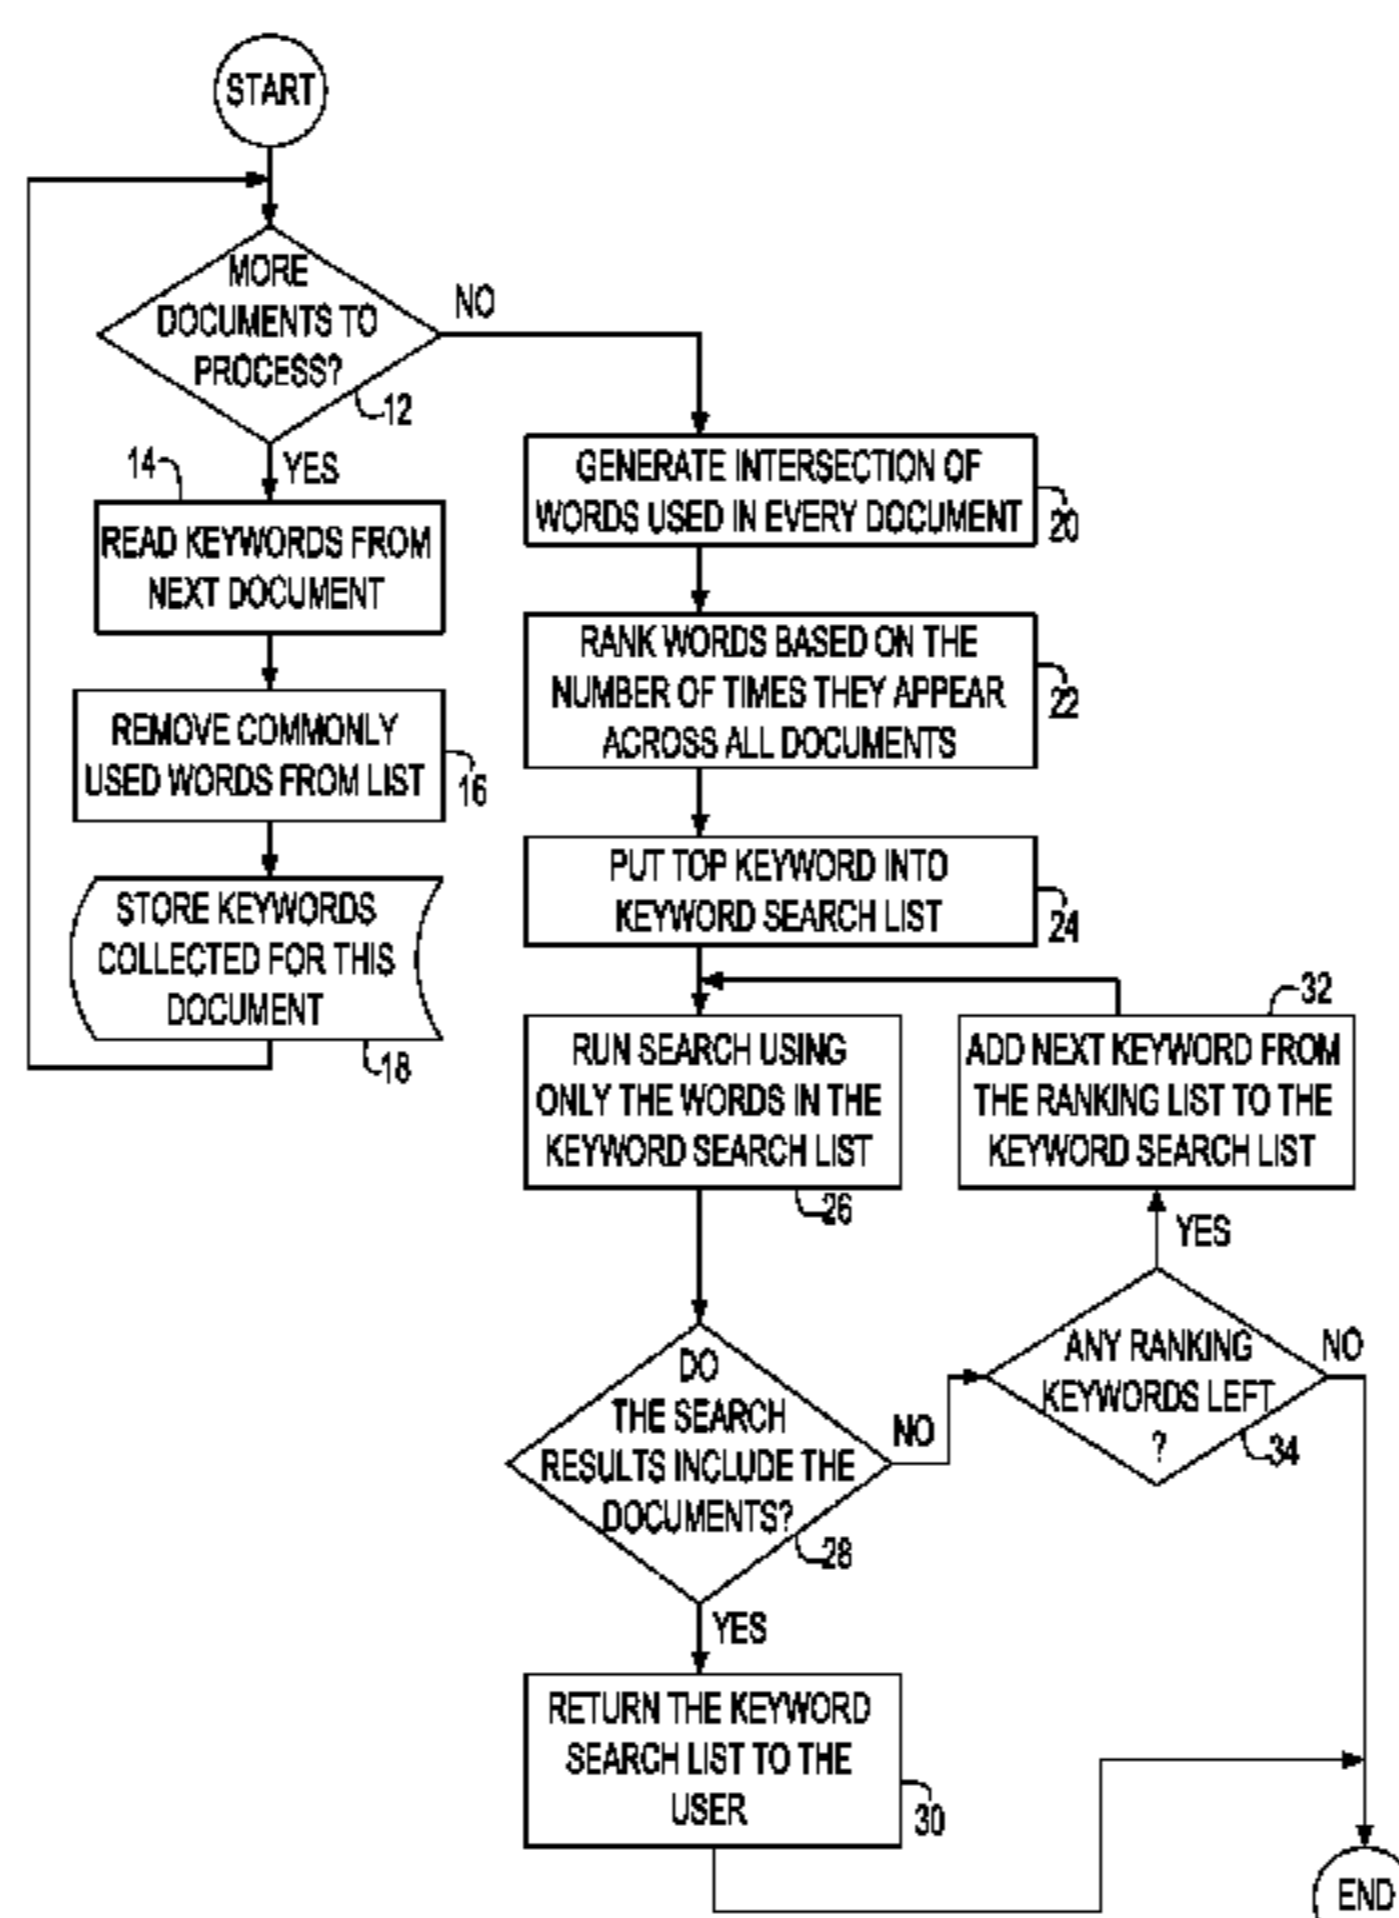 START
MORE
DOCUMENTS TO
PROCESS?
12
NO
YES
14
READ KEYWORDS FROM
NEXT DOCUMENT
REMOVE COMMONLY
USED WORDS FROM LIST
16
STORE KEYWORDS
COLLECTED FOR THIS
DOCUMENT
18
GENERATE INTERSECTION OF
WORDS USED IN EVERY DOCUMENT
20
RANK WORDS BASED ON THE
NUMBER OF TIMES THEY APPEAR
ACROSS ALL DOCUMENTS
22
PUT TOP KEYWORD INTO
KEYWORD SEARCH LIST
24
RUN SEARCH USING
ONLY THE WORDS IN THE
KEYWORD SEARCH LIST
26
32
ADD NEXT KEYWORD FROM
THE RANKING LIST TO THE
KEYWORD SEARCH LIST
YES
ANY RANKING
KEYWORDS LEFT
?
34
NO
DO
THE SEARCH
RESULTS INCLUDE THE
DOCUMENTS?
28
NO
YES
RETURN THE KEYWORD
SEARCH LIST TO THE
USER
30
END